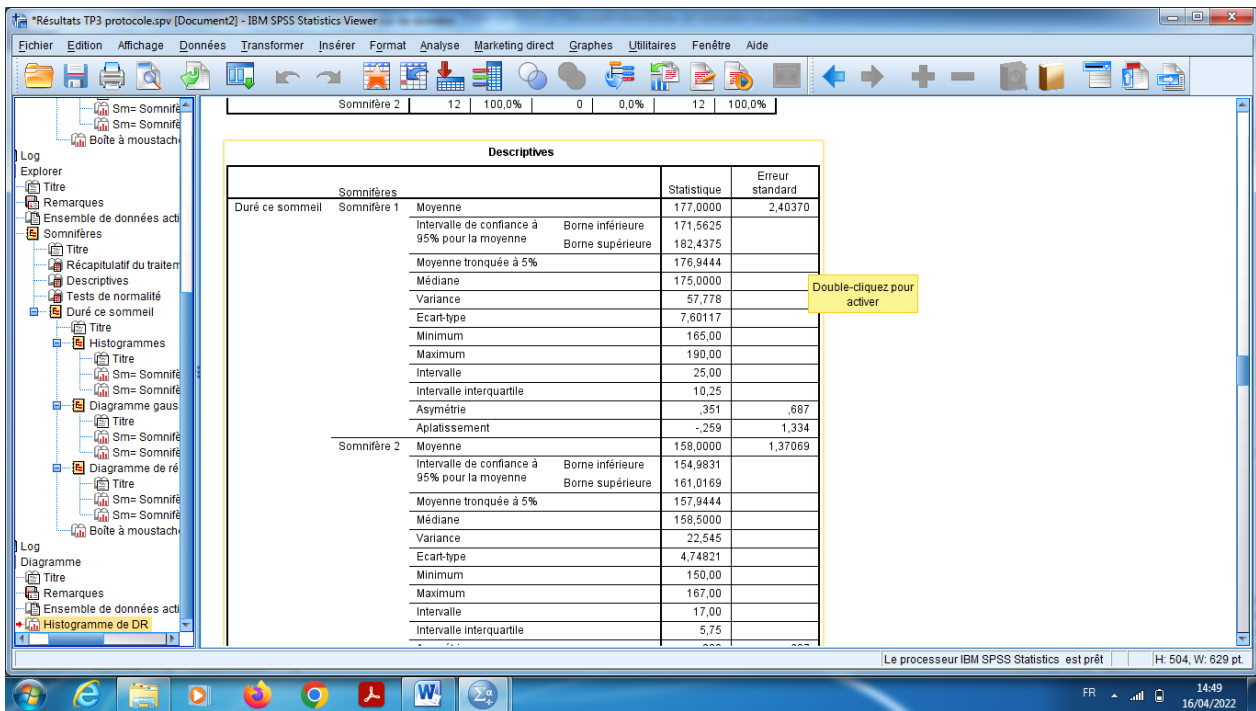 *Résultats TP3 protocole.spv [Document2] - IBM SPSS Statistics Viewer
Fichier Edition Affichage Données Transformer Insérer Format Analyse Marketing direct Graphes Utilitaires Fenêtre Aide
Sm= Somnifè
Sm= Somnifè
Boîte à moustach
Log
Explorer
Titre
Remarques
Ensemble de données acti
Somnifères
Titre
Récapitulatif du traitem
Descriptives
Tests de normalité
Duré ce sommeil
Titre
Histogrammes
Titre
Sm= Somnifè
Sm= Somnifè
Diagramme gaus
Titre
Sm= Somnifè
Sm= Somnifè
Diagramme de ré
Titre
Sm= Somnifè
Sm= Somnifè
Boîte à moustach
Log
Diagramme
Titre
Remarques
Ensemble de données acti
Histogramme de DR
Somnifère 2 12 100,0% 0 0,0% 12 100,0%
Descriptives
Somnifères Statistique Erreur standard
Duré ce sommeil Somnifère 1 Moyenne 177,0000 2,40370
Intervalle de confiance à 95% pour la moyenne Borne inférieure 171,5625
Borne supérieure 182,4375
Moyenne tronquée à 5% 176,9444
Médiane 175,0000
Variance 57,778
Ecart-type 7,60117
Minimum 165,00
Maximum 190,00
Intervalle 25,00
Intervalle interquartile 10,25
Asymétrie ,351 ,687
Aplatissement -,259 1,334
Somnifère 2 Moyenne 158,0000 1,37069
Intervalle de confiance à 95% pour la moyenne Borne inférieure 154,9831
Borne supérieure 161,0169
Moyenne tronquée à 5% 157,9444
Médiane 158,5000
Variance 22,545
Ecart-type 4,74821
Minimum 150,00
Maximum 167,00
Intervalle 17,00
Intervalle interquartile 5,75
Double-cliquez pour
activer
Le processeur IBM SPSS Statistics est prêt H: 504, W: 629 pt.
FR 14:49
16/04/2022